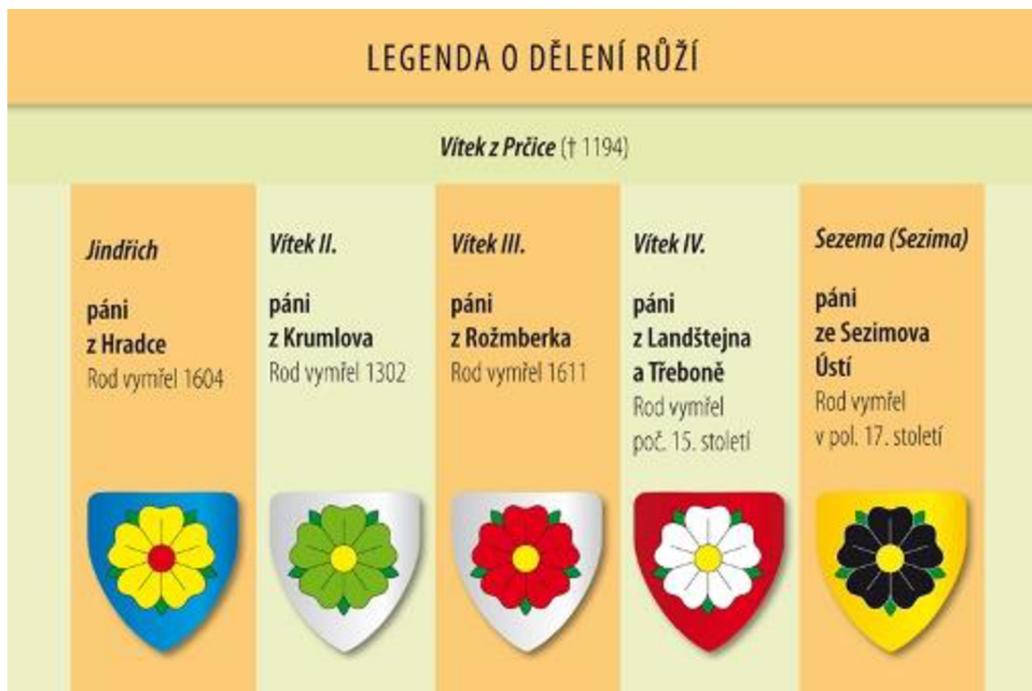 LEGENDA O DĚLENÍ RŮŽÍ
Vítek z Prčice († 1194)
Jindřich
páni
z Hradce
Rod vymřel 1604
Vítek II.
páni
z Krumlova
Rod vymřel 1302
Vítek III.
páni
z Rožmberka
Rod vymřel 1611
Vítek IV.
páni
z Landštejna
a Třeboně
Rod vymřel
poč. 15. století
Sezema (Sezima)
páni
ze Sezimova
Ústí
Rod vymřel
v pol. 17. století